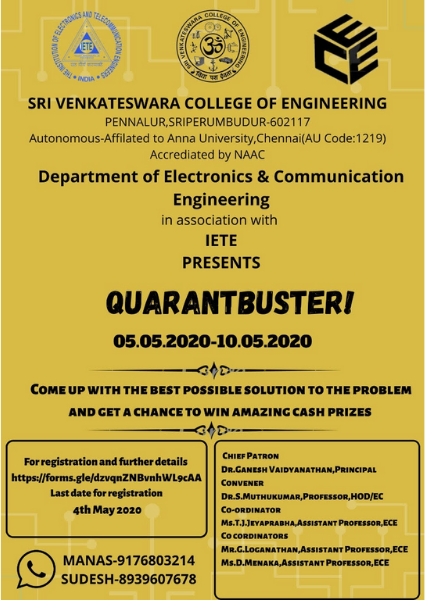 THE INSTITUTION OF ELECTRONICS AND TELECOMMUNICATION ENGINEERS
IETE
INDIA
SRI VENKATESWARA COLLEGE OF ENGINEERING
ECE
SRI VENKATESWARA COLLEGE OF ENGINEERING
PENNALUR,SRIPERUMBUDUR-602117
Autonomous-Affilated to Anna University,Chennai(AU Code:1219)
Accrediated by NAAC
Department of Electronics & Communication
Engineering
in association with
IETE
PRESENTS
QUARANTBUSTER!
05.05.2020-10.05.2020
COME UP WITH THE BEST POSSIBLE SOLUTION TO THE PROBLEM
AND GET A CHANCE TO WIN AMAZING CASH PRIZES
For registration and further details
https://forms.gle/dzvqnZNBvnhWL9cAA
Last date for registration
4th May 2020
MANAS-9176803214
SUDESH-8939607678
CHIEF PATRON
DR.GANESH VAIDYANATHAN,PRINCIPAL
CONVENER
DR.S.MUTHUKUMAR,PROFESSOR,HOD/EC
CO-ORDINATOR
MS.T.J.JEYAPRABHA,ASSISTANT PROFESSOR,ECE
CO CORDINATORS
MR.G.LOGANATHAN,ASSISTANT PROFESSOR,ECE
MS.D.MENAKA,ASSISTANT PROFESSOR,ECE